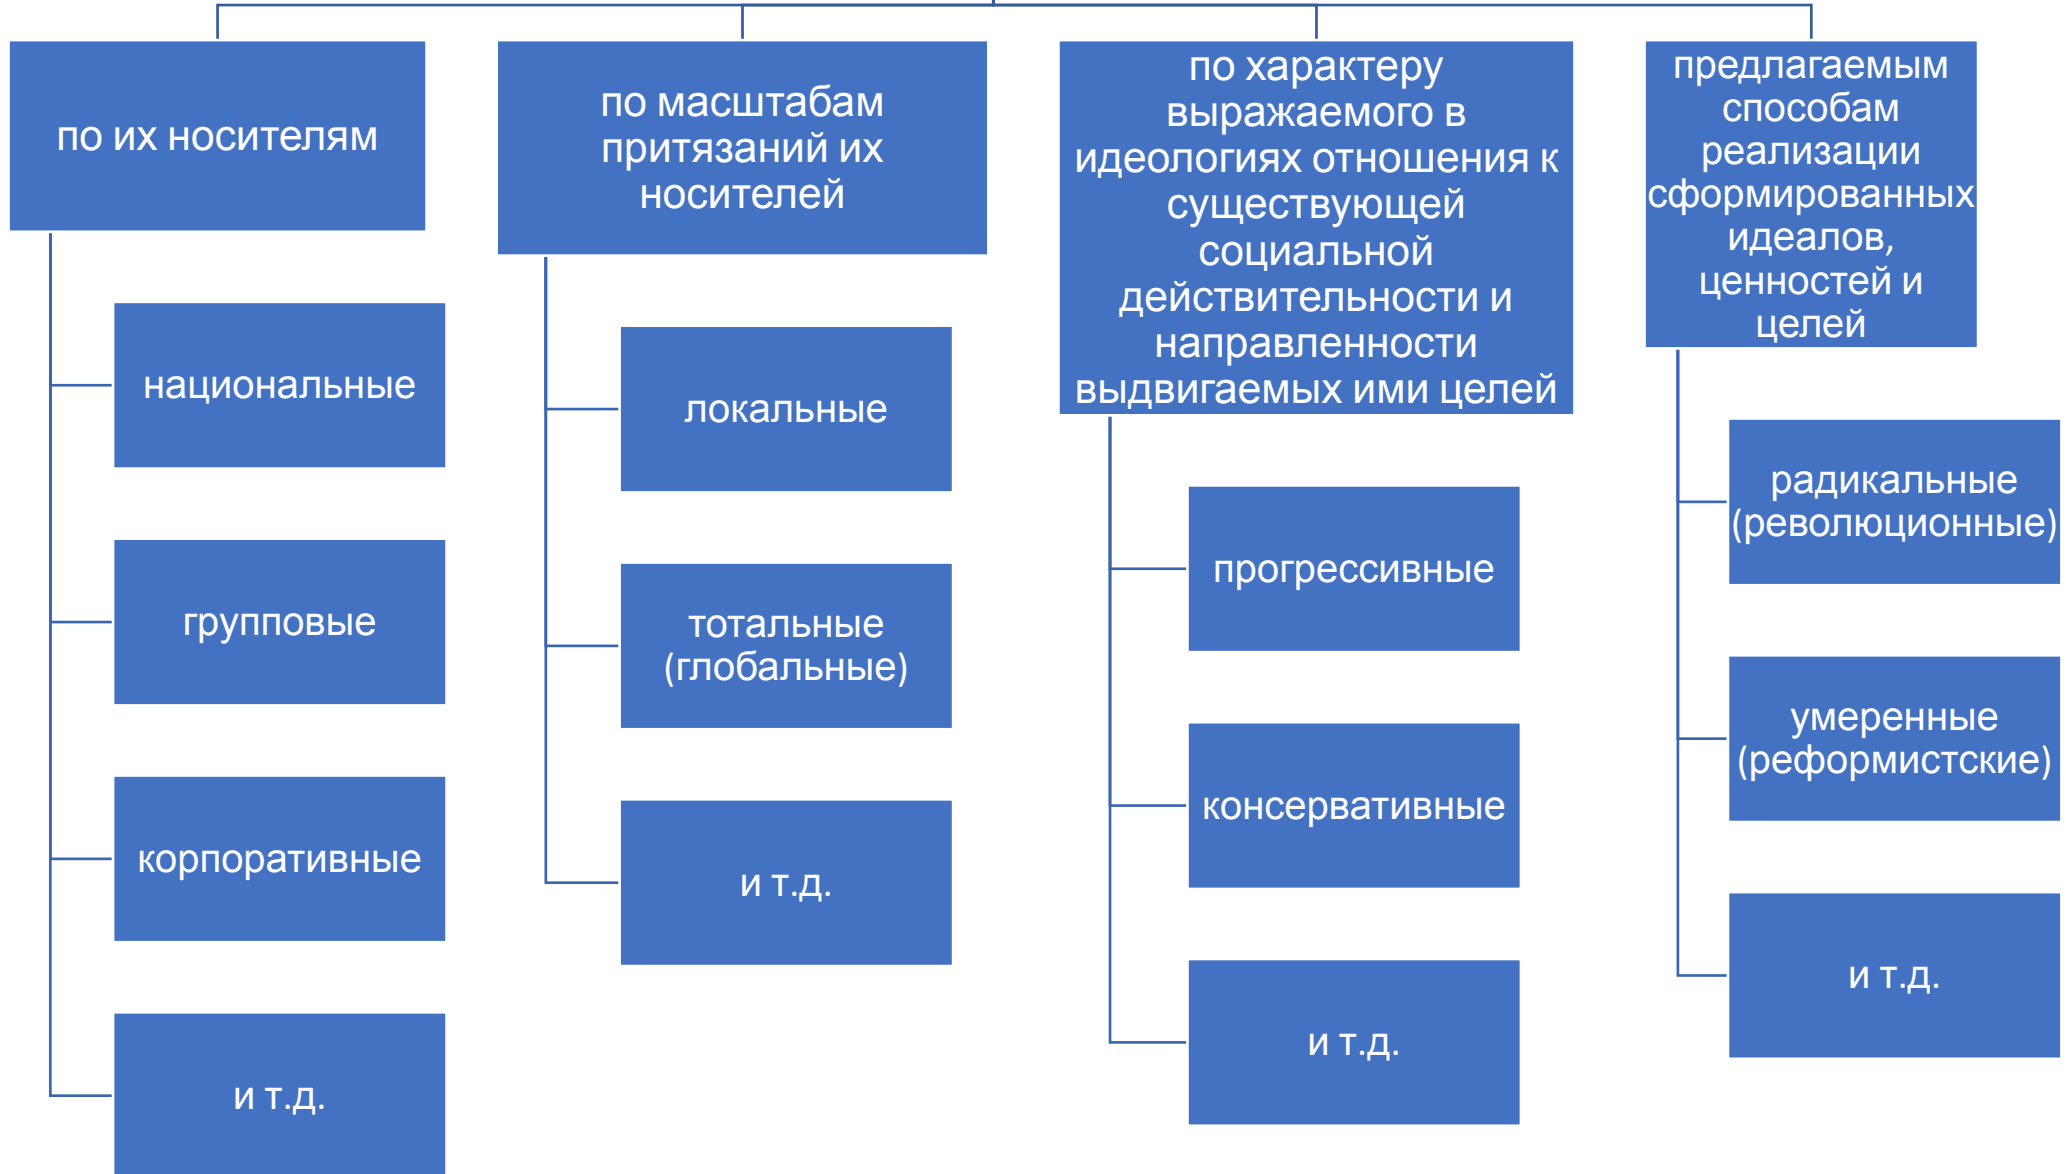 по их носителям
национальные
групповые
корпоративные
и т.д.
по масштабам
притязаний их
носителей
локальные
тотальные
(глобальные)
и т.д.
по характеру
выражаемого в
идеологиях отношения к
существующей
социальной
действительности и
направленности
выдвигаемых ими целей
прогрессивные
консервативные
и т.д.
предлагаемым
способам
реализации
сформированных
идеалов,
ценностей и
целей
радикальные
(революционные)
умеренные
(реформистские)
и т.д.